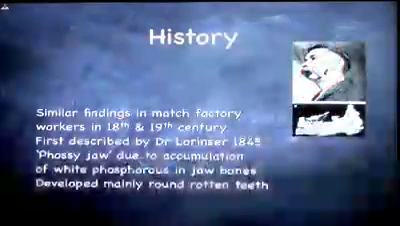 History
Similar findings in match factory
workers in 18th & 19th century
First described by Dr Lorinser 1845
'Phossy jaw' due to accumulation
of white phosphorous in jaw bones
Developed mainly round rotten teeth